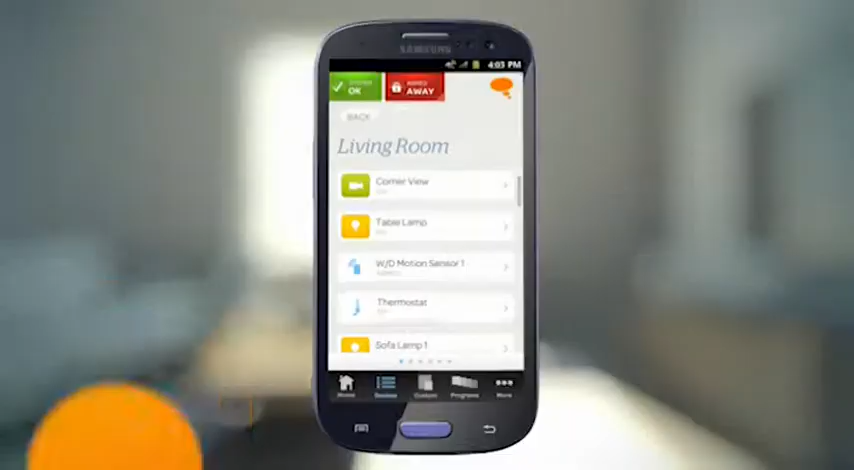 SAMSUNG
4:03 PM
SYSTEM
OK
ARMED
AWAY
BACK
Living Room
Corner View
Table Lamp
W/D Motion Sensor 1
Thermostat
Sofa Lamp 1
Home
Devices
Custom
Programs
More